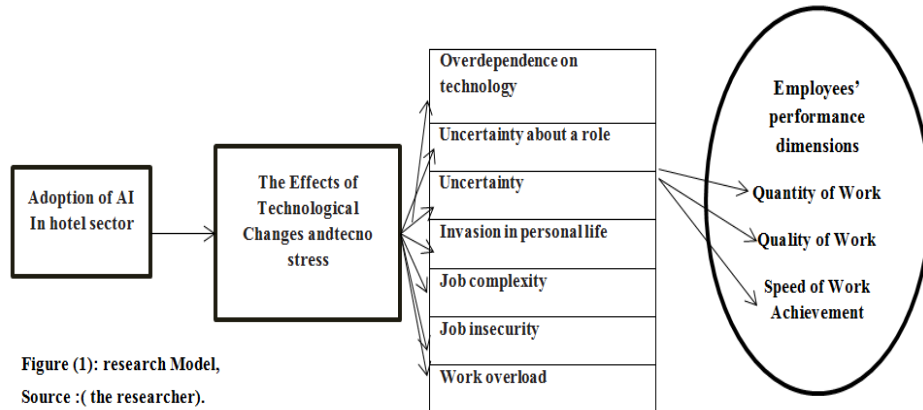 Adoption of AI
In hotel sector
The Effects of
Technological
Changes andtecno
stress
Overdependence on
technology
Uncertainty about a role
Uncertainty
Invasion in personal life
Job complexity
Job insecurity
Work overload
Employees’
performance
dimensions
Quantity of Work
Quality of Work
Speed of Work
Achievement
Figure (1): research Model,
Source :( the researcher).